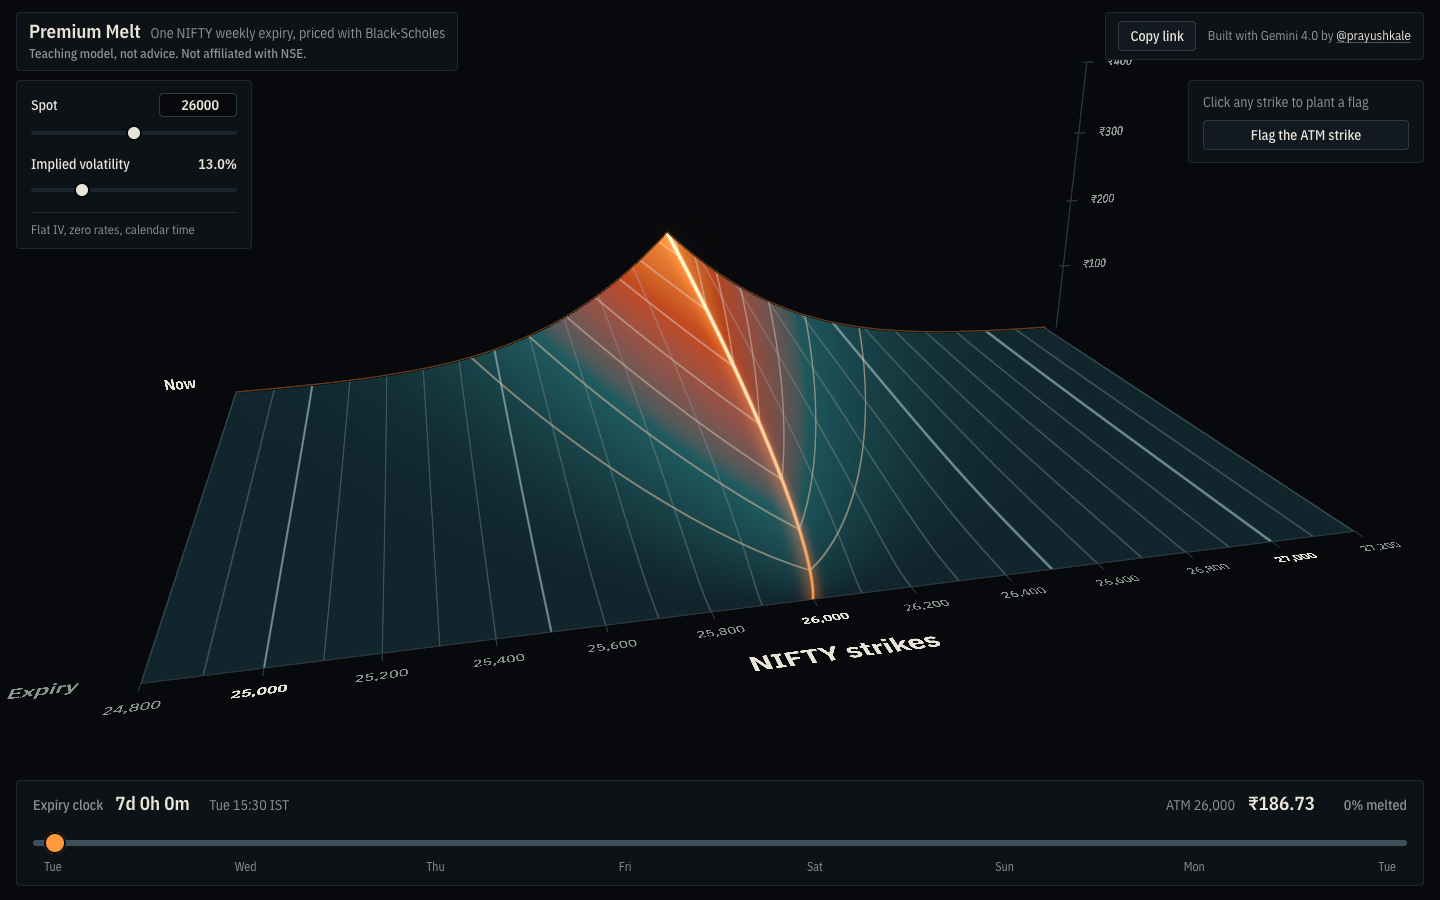 Premium Melt One NIFTY weekly expiry, priced with Black-Scholes
Teaching model, not advice. Not affiliated with NSE.
Copy link Built with Gemini 4.0 by @prayushkale
Spot 26000
Implied volatility 13.0%
Flat IV, zero rates, calendar time
Click any strike to plant a flag
Flag the ATM strike
₹400
₹300
₹200
₹100
Now
Expiry
24,800
25,000
25,200
25,400
25,600
25,800
26,000
26,200
26,400
26,600
26,800
27,000
27,200
NIFTY strikes
Expiry clock 7d 0h 0m Tue 15:30 IST
ATM 26,000 ₹186.73 0% melted
Tue Wed Thu Fri Sat Sun Mon Tue